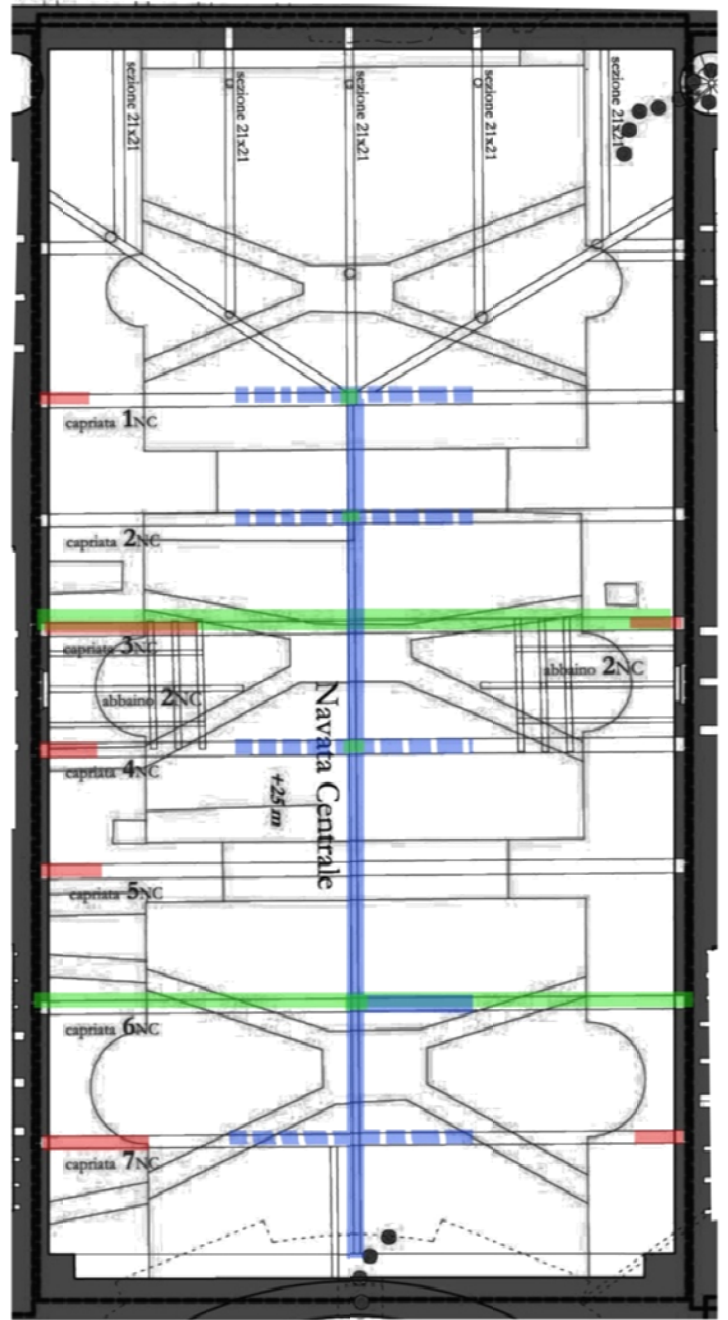 sezione 21x21
sezione 21x21
sezione 21x21
sezione 21x21
sezione 21x21
capriata 1NC
capriata 2NC
capriata 3NC
abbaino 2NC
abbaino 2NC
capriata 4NC
Navata Centrale
+25 m
capriata 5NC
capriata 6NC
capriata 7NC